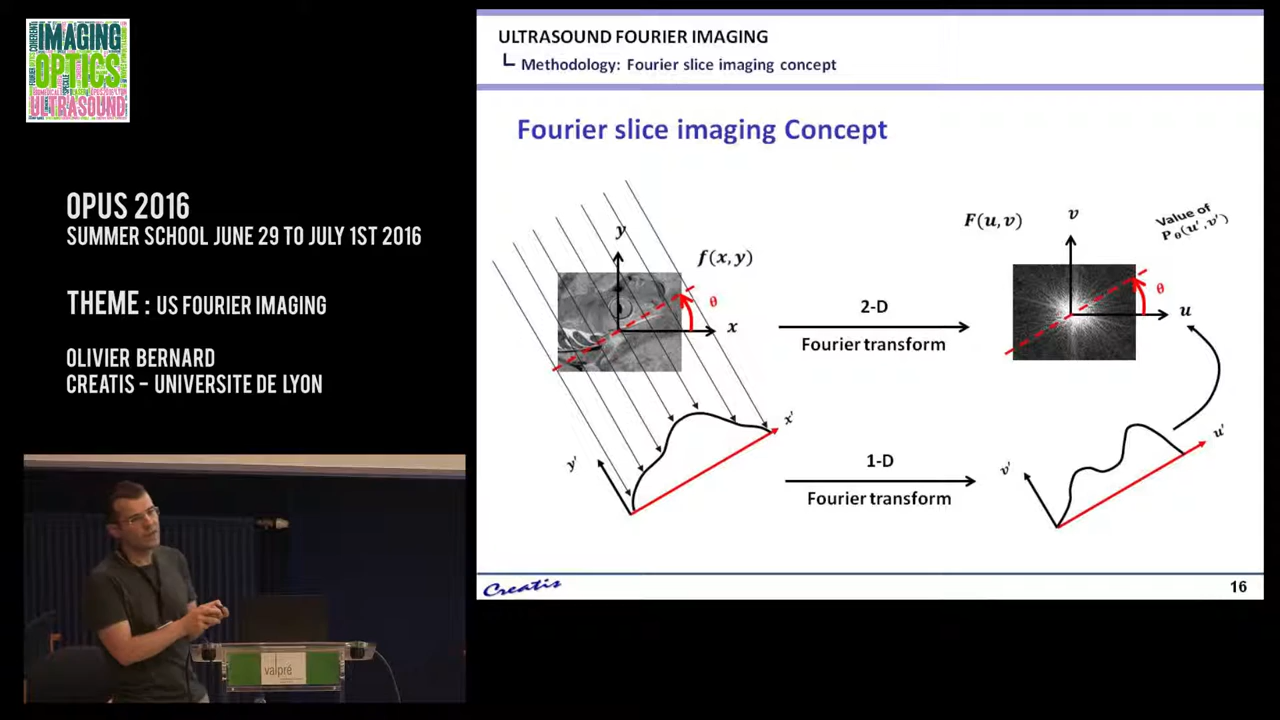 IMAGING
OPTICS
ULTRASOUND
OPUS 2016
SUMMER SCHOOL JUNE 29 TO JULY 1ST 2016
THEME : US FOURIER IMAGING
OLIVIER BERNARD
CREATIS – UNIVERSITE DE LYON
valpré
ULTRASOUND FOURIER IMAGING
Methodology: Fourier slice imaging concept
Fourier slice imaging Concept
y
f(x, y)
θ
x
x'
y'
2-D
Fourier transform
1-D
Fourier transform
F(u, v)
v
Value of
P_θ(u', v')
θ
u
u'
v'
Creatis
16